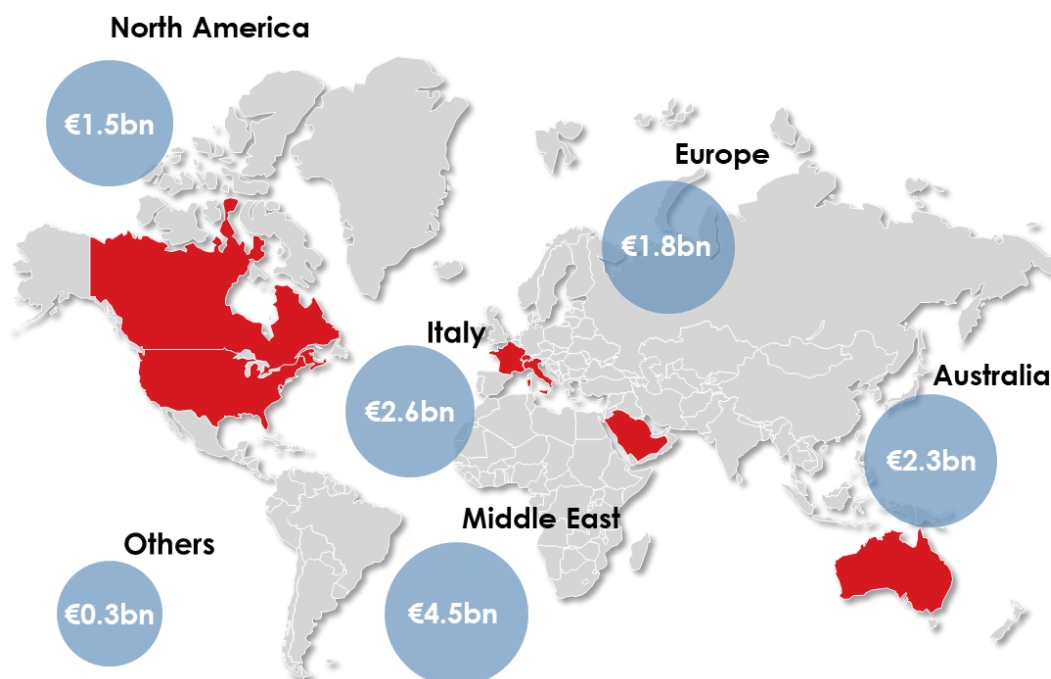 North America
€1.5bn
Europe
€1.8bn
Italy
€2.6bn
Australia
€2.3bn
Middle East
€4.5bn
Others
€0.3bn